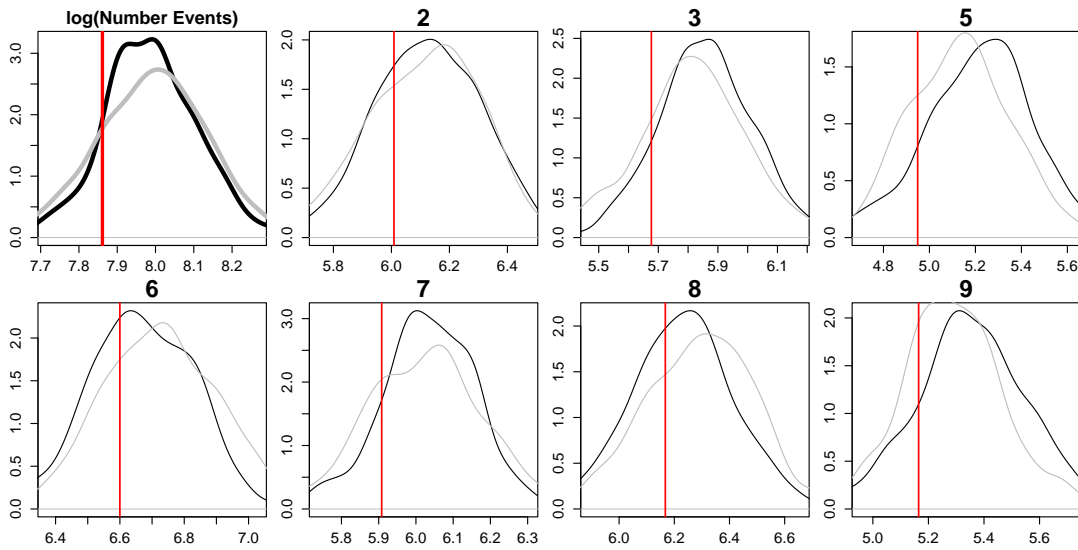 log(Number Events)
2
3
5
0.0 1.0 2.0 3.0
0.0 0.5 1.0 1.5 2.0
0.0 0.5 1.0 1.5 2.0 2.5
0.0 0.5 1.0 1.5
7.7 7.8 7.9 8.0 8.1 8.2
5.8 6.0 6.2 6.4
5.5 5.7 5.9 6.1
4.8 5.0 5.2 5.4 5.6
6
7
8
9
0.0 0.5 1.0 1.5 2.0
0.0 1.0 2.0 3.0
0.0 0.5 1.0 1.5 2.0
0.0 0.5 1.0 1.5 2.0
6.4 6.6 6.8 7.0
5.8 5.9 6.0 6.1 6.2 6.3
6.0 6.2 6.4 6.6
5.0 5.2 5.4 5.6